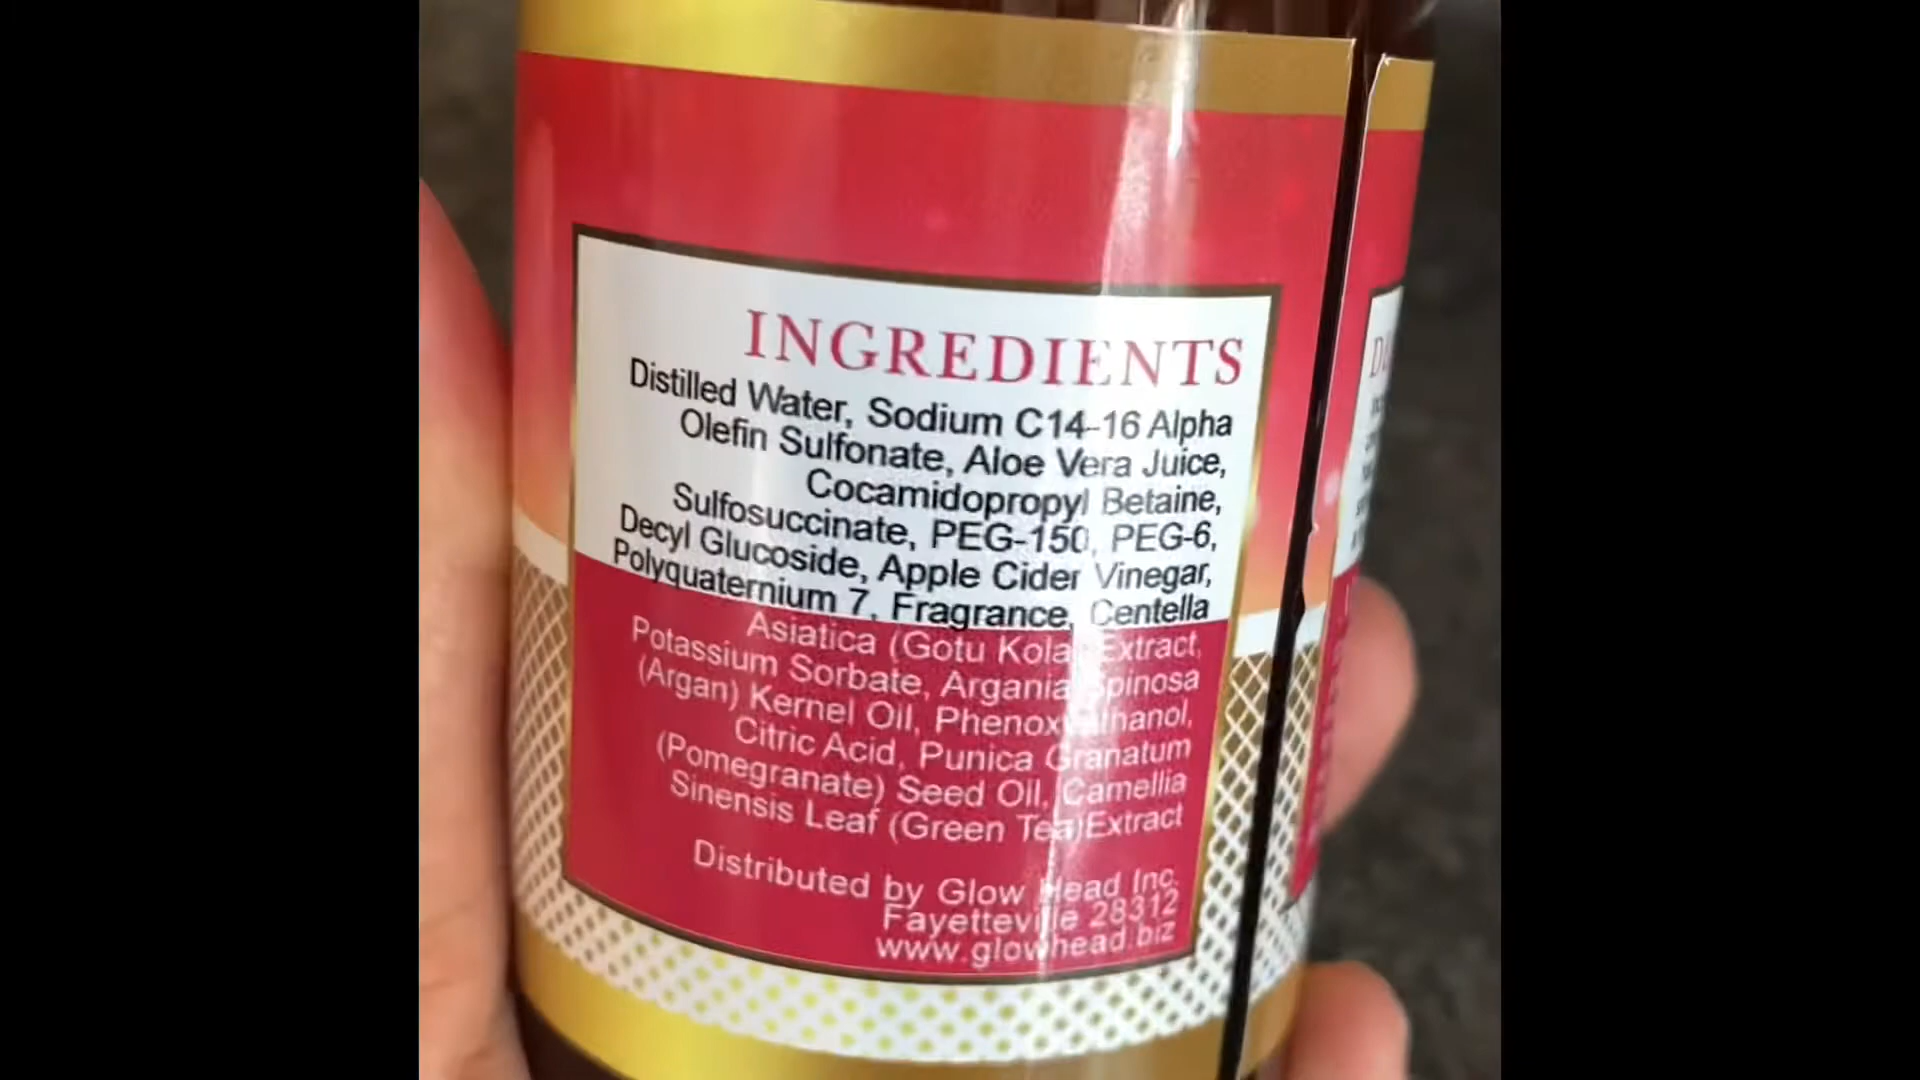 INGREDIENTS
Distilled Water, Sodium C14-16 Alpha
Olefin Sulfonate, Aloe Vera Juice,
Cocamidopropyl Betaine,
Sulfosuccinate, PEG-150, PEG-6,
Decyl Glucoside, Apple Cider Vinegar,
Polyquaternium 7, Fragrance, Centella
Asiatica (Gotu Kola) Extract,
Potassium Sorbate, Argania Spinosa
(Argan) Kernel Oil, Phenoxyethanol,
Citric Acid, Punica Granatum
(Pomegranate) Seed Oil, Camellia
Sinensis Leaf (Green Tea)Extract
Distributed by Glow Head Inc.
Fayetteville 28312
www.glowhead.biz